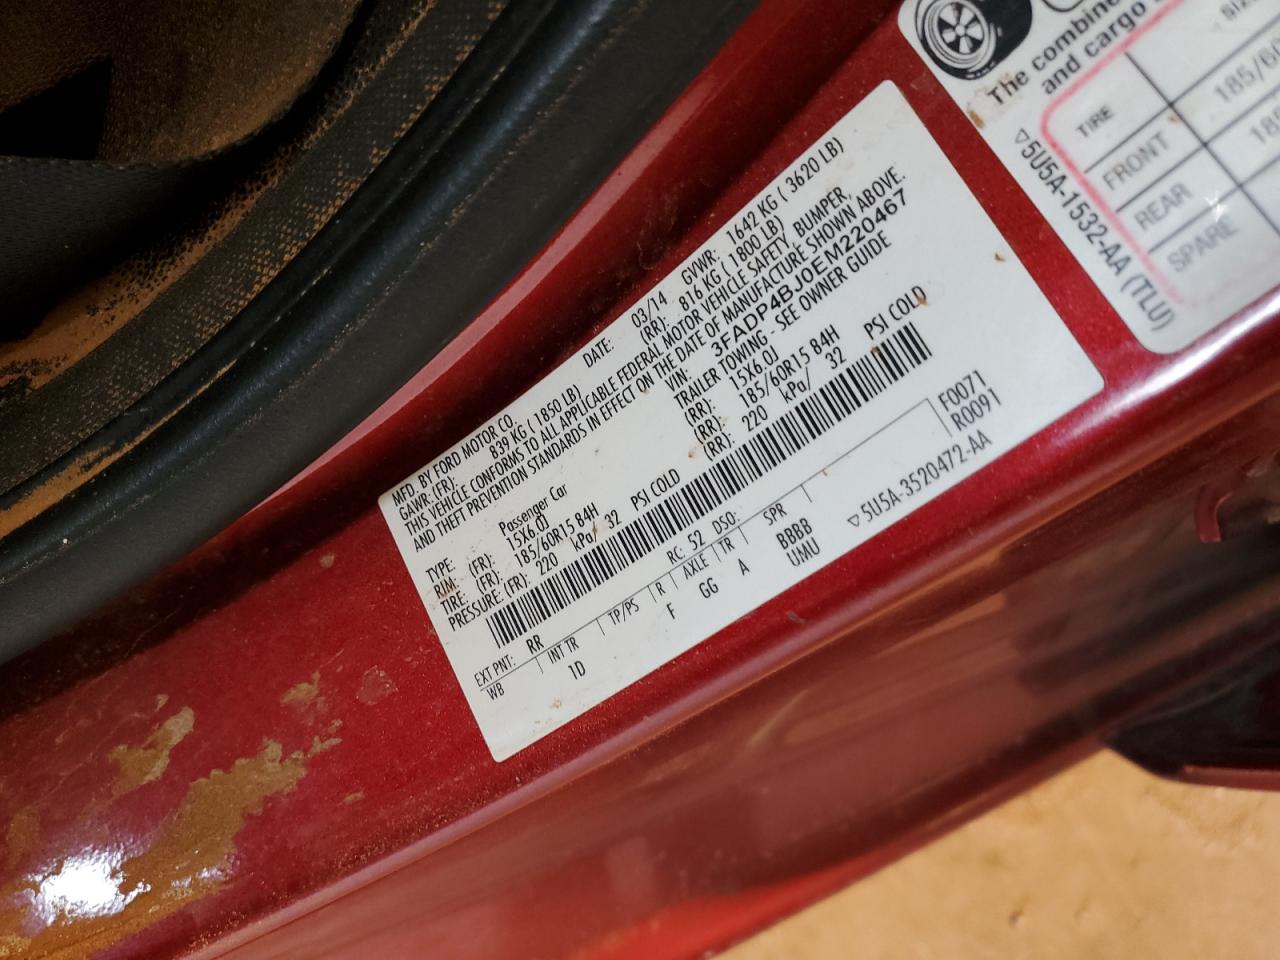 MFD. BY FORD MOTOR CO.
DATE: 03/14 GVWR: 1642 KG ( 3620 LB)
GAWR: (FR): 839 KG ( 1850 LB) (RR): 816 KG ( 1800 LB)
THIS VEHICLE CONFORMS TO ALL APPLICABLE FEDERAL MOTOR VEHICLE SAFETY, BUMPER,
AND THEFT PREVENTION STANDARDS IN EFFECT ON THE DATE OF MANUFACTURE SHOWN ABOVE.
VIN: 3FADP4BJ0EM220467
TYPE: Passenger Car TRAILER TOWING - SEE OWNER GUIDE
RIM: (FR): 15X6.0J (RR): 15X6.0J
TIRE: (FR): 185/60R15 84H (RR): 185/60R15 84H
PRESSURE: (FR): 220 kPa/ 32 PSI COLD (RR): 220 kPa/ 32 PSI COLD
EXT PNT: RR RC: 52 DSO: F0071
WB INT TR TP/PS R AXLE TR SPR R0091
1D F GG A BBBB
UMU
▽5U5A-3520472-AA
The combine
and cargo
TIRE SIZE
FRONT 185/60
REAR 185
SPARE
▽5U5A-1532-AA (TLU)